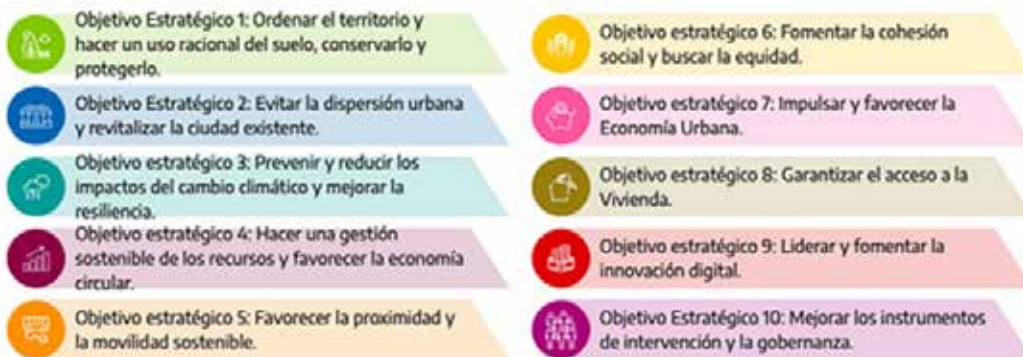 Objetivo Estratégico 1: Ordenar el territorio y
hacer un uso racional del suelo, conservarlo y
protegerlo.
Objetivo Estratégico 2: Evitar la dispersión urbana
y revitalizar la ciudad existente.
Objetivo estratégico 3: Prevenir y reducir los
impactos del cambio climático y mejorar la
resiliencia.
Objetivo estratégico 4: Hacer una gestión
sostenible de los recursos y favorecer la economía
circular.
Objetivo estratégico 5: Favorecer la proximidad y
la movilidad sostenible.
Objetivo estratégico 6: Fomentar la cohesión
social y buscar la equidad.
Objetivo estratégico 7: Impulsar y favorecer la
Economía Urbana.
Objetivo estratégico 8: Garantizar el acceso a la
Vivienda.
Objetivo estratégico 9: Liderar y fomentar la
innovación digital.
Objetivo Estratégico 10: Mejorar los instrumentos
de intervención y la gobernanza.